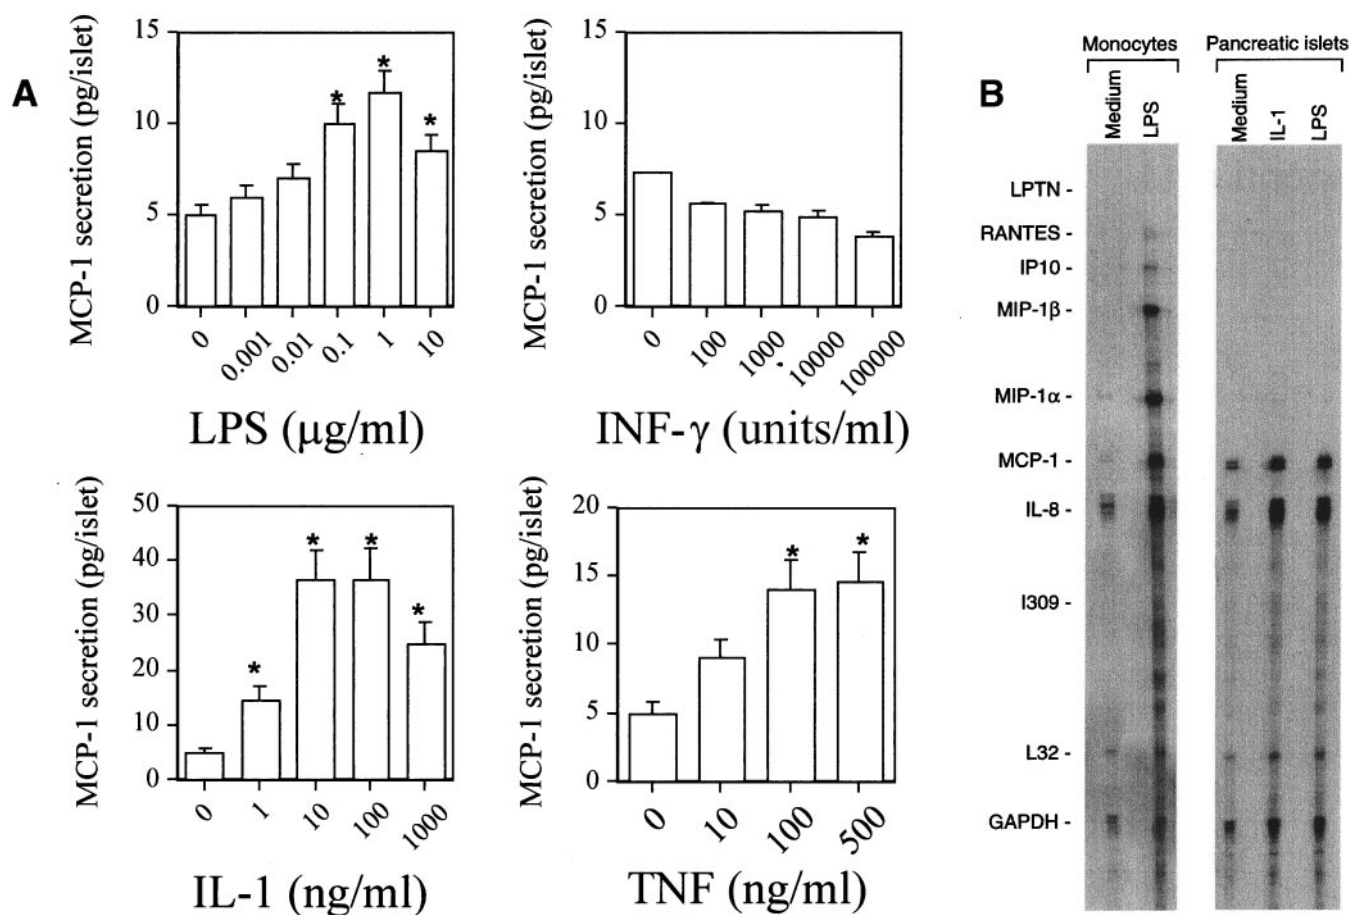 A
MCP-1 secretion (pg/islet)
15
10
5
0
*
*
*
0
0.001
0.01
0.1
1
10
LPS (μg/ml)
MCP-1 secretion (pg/islet)
15
10
5
0
0
100
1000
10000
100000
INF-γ (units/ml)
MCP-1 secretion (pg/islet)
50
40
30
20
10
0
*
*
*
*
0
1
10
100
1000
IL-1 (ng/ml)
MCP-1 secretion (pg/islet)
20
15
10
5
0
*
*
0
10
100
500
TNF (ng/ml)
B
Monocytes
Pancreatic islets
Medium
LPS
Medium
IL-1
LPS
LPTN -
RANTES -
IP10 -
MIP-1β -
MIP-1α -
MCP-1 -
IL-8 -
I309 -
L32 -
GAPDH -